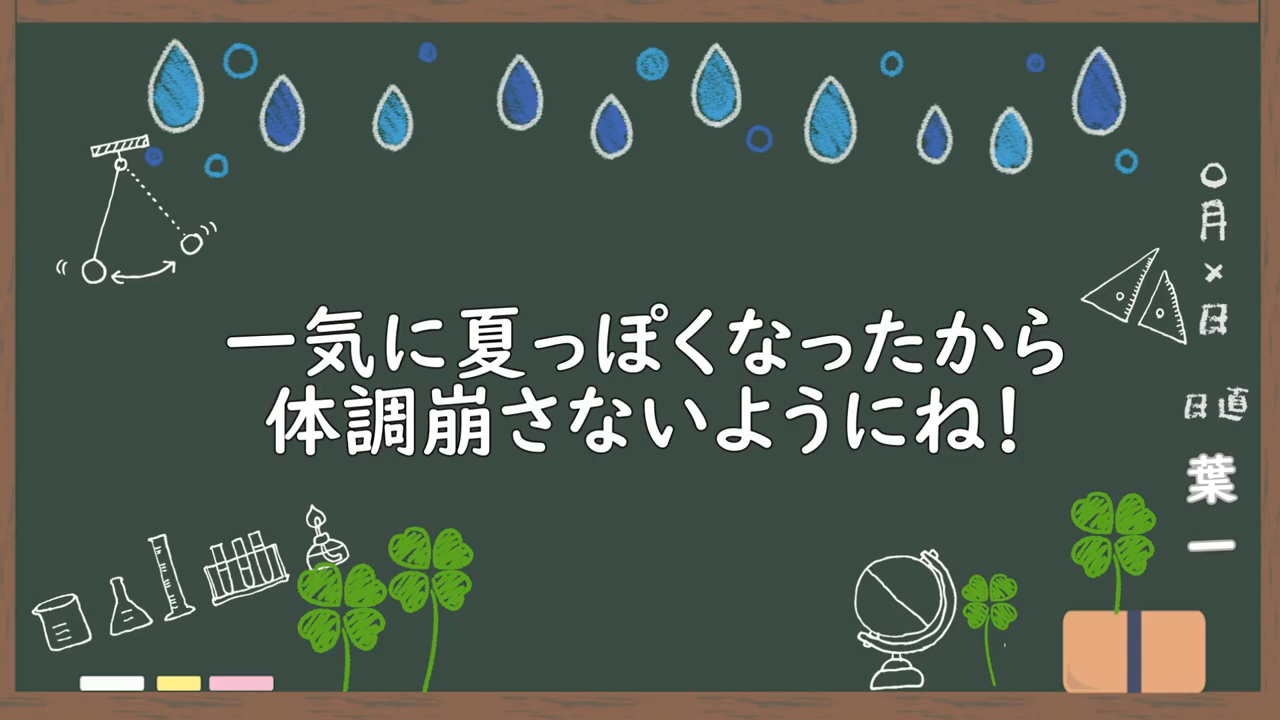 一気に夏っぽくなったから
体調崩さないようにね！
〇月×日
日直
葉一